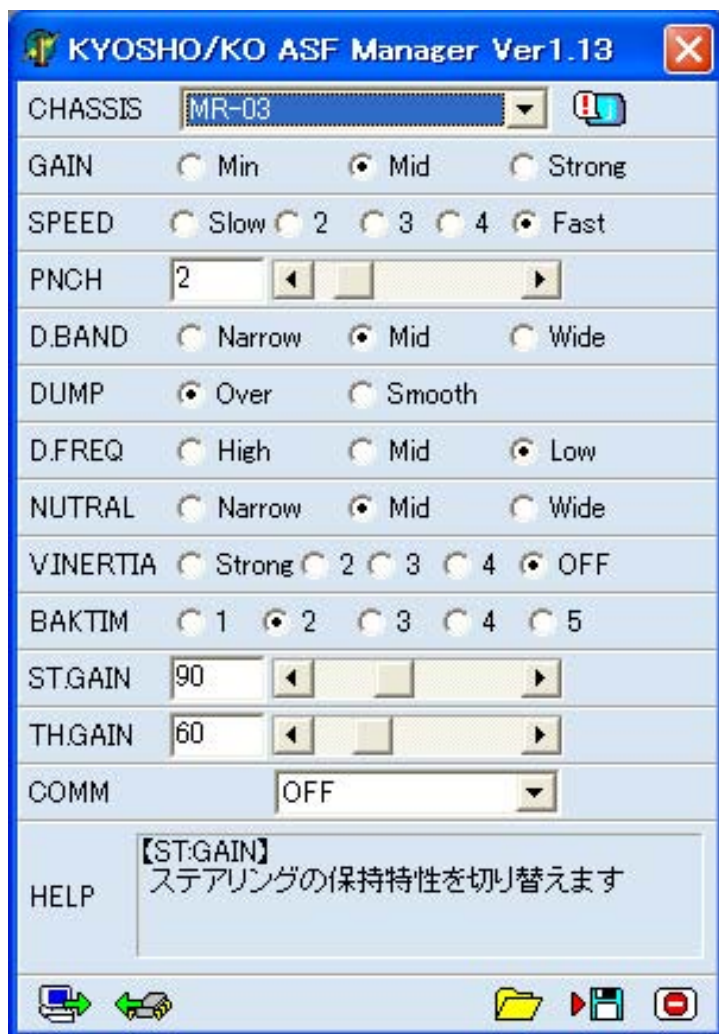 KYOSHO/KO ASF Manager Ver1.13
CHASSIS MR-03
GAIN Min Mid Strong
SPEED Slow 2 3 4 Fast
PNCH 2
D.BAND Narrow Mid Wide
DUMP Over Smooth
D.FREQ High Mid Low
NUTRAL Narrow Mid Wide
V.INERTIA Strong 2 3 4 OFF
BAKTIM 1 2 3 4 5
ST.GAIN 90
TH.GAIN 60
COMM OFF
【ST:GAIN】
ステアリングの保持特性を切り替えます
HELP